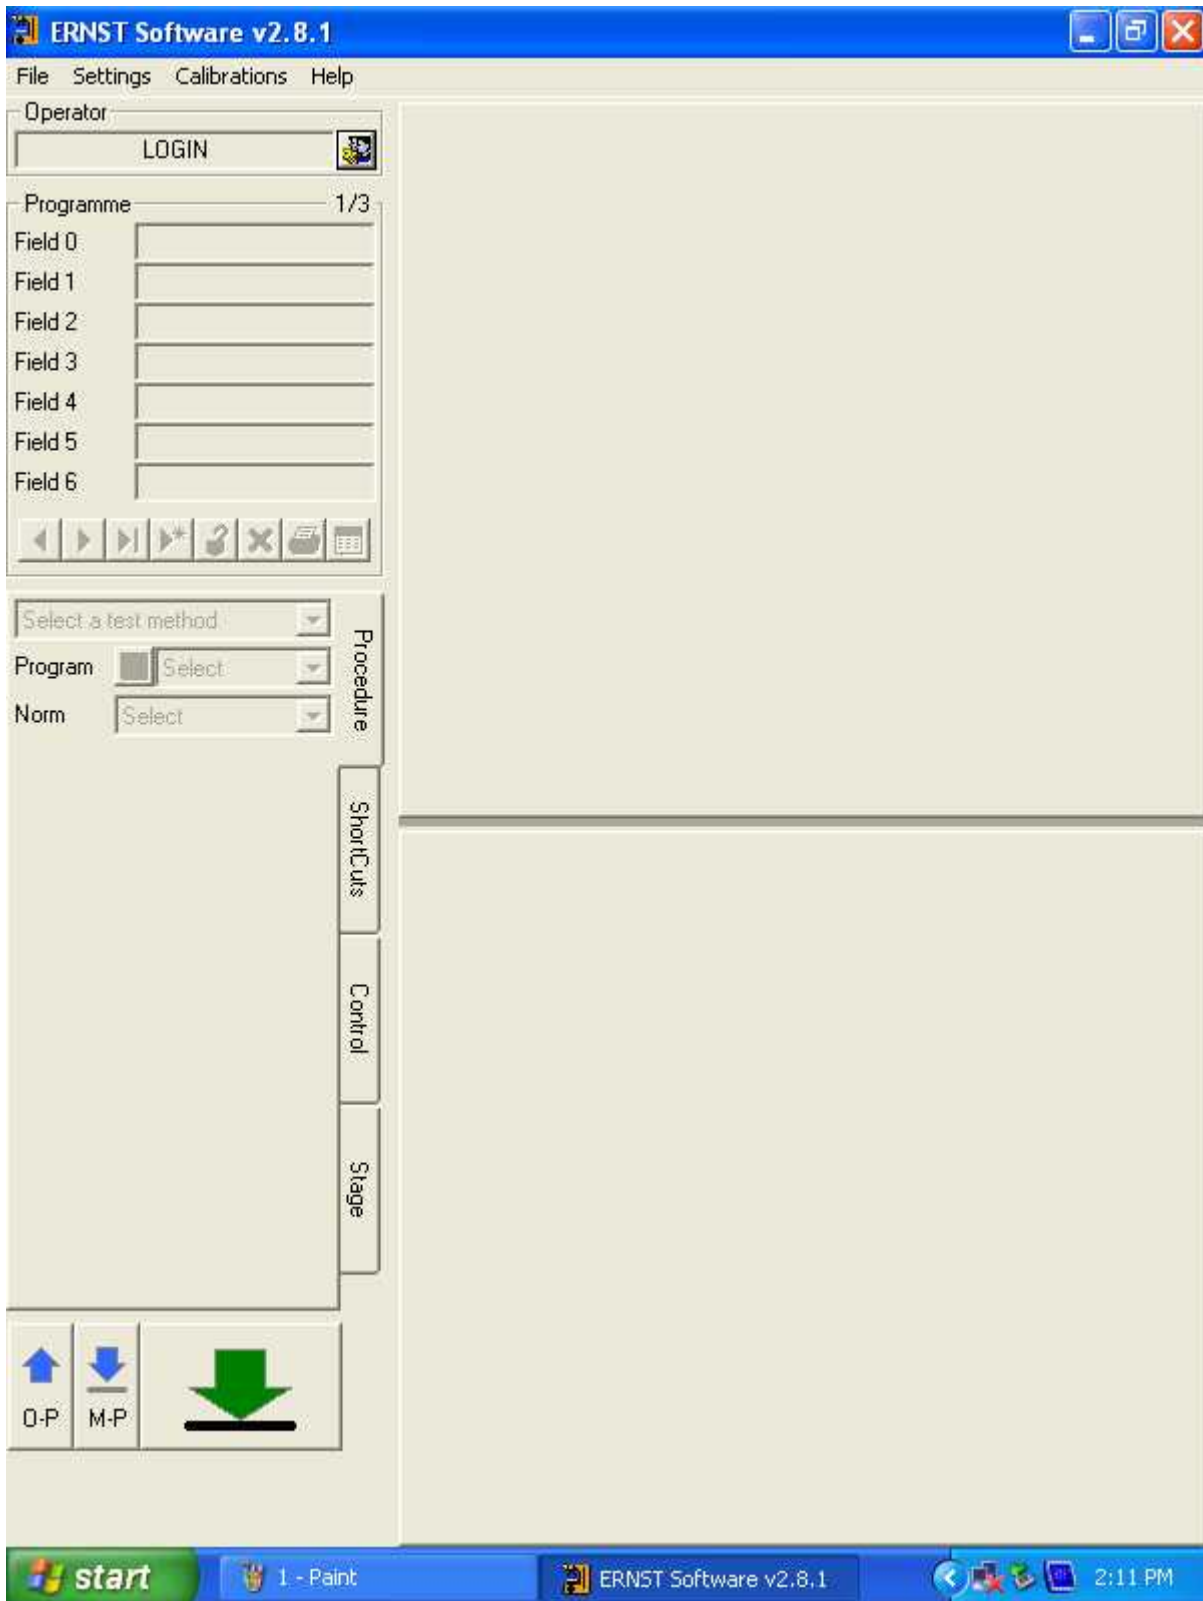 ERNST Software v2.8.1
File Settings Calibrations Help
Operator
LOGIN
Programme 1/3
Field 0
Field 1
Field 2
Field 3
Field 4
Field 5
Field 6
Select a test method
Program Select
Norm Select
Procedure
ShortCuts
Control
Stage
O-P M-P
start 1 - Paint ERNST Software v2.8.1 2:11 PM